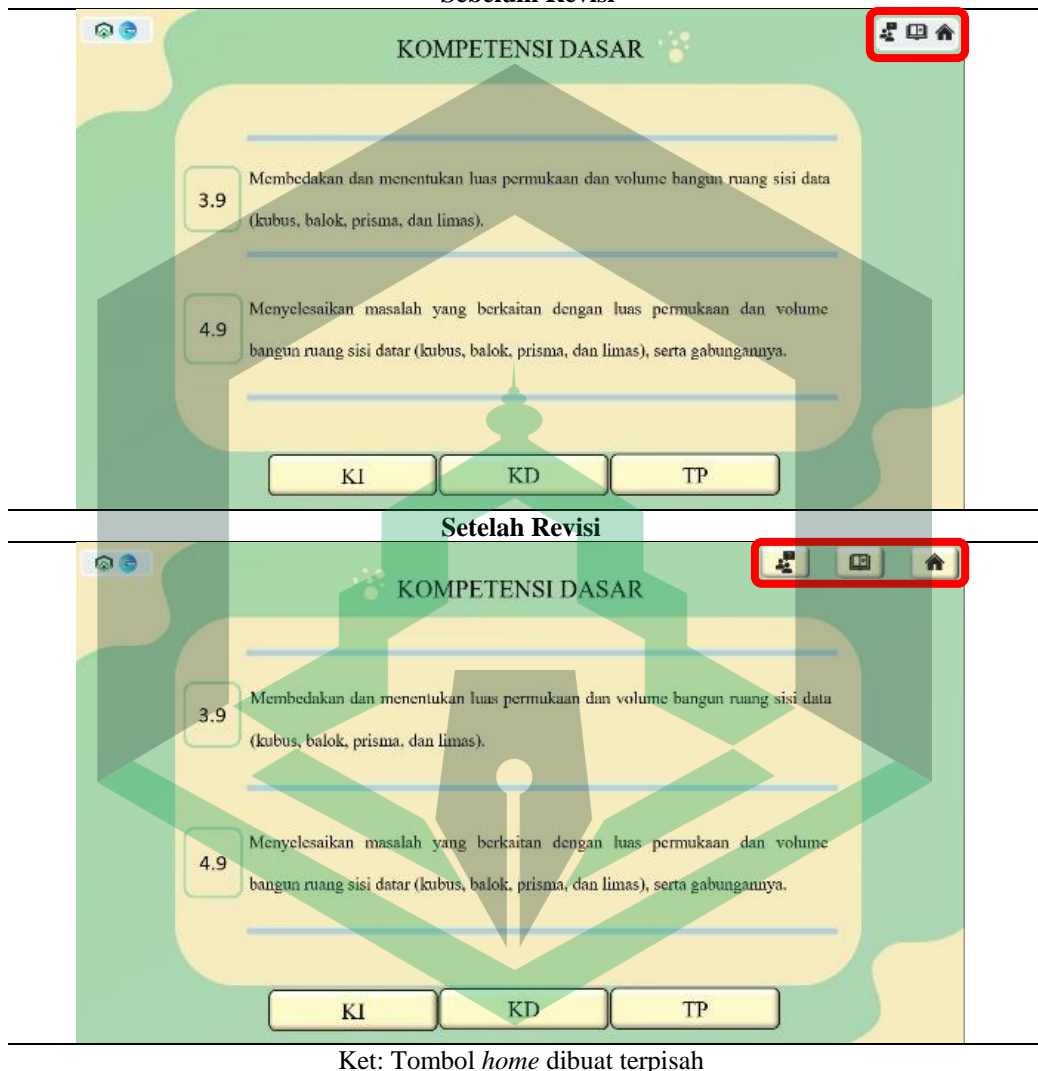 Sebelum Revisi
KOMPETENSI DASAR
3.9
Membedakan dan menentukan luas permukaan dan volume bangun ruang sisi data
(kubus, balok, prisma, dan limas).
4.9
Menyelesaikan masalah yang berkaitan dengan luas permukaan dan volume
bangun ruang sisi datar (kubus, balok, prisma, dan limas), serta gabungannya.
KI KD TP
Setelah Revisi
KOMPETENSI DASAR
3.9
Membedakan dan menentukan luas permukaan dan volume bangun ruang sisi data
(kubus, balok, prisma, dan limas).
4.9
Menyelesaikan masalah yang berkaitan dengan luas permukaan dan volume
bangun ruang sisi datar (kubus, balok, prisma, dan limas), serta gabungannya.
KI KD TP
Ket: Tombol home dibuat terpisah